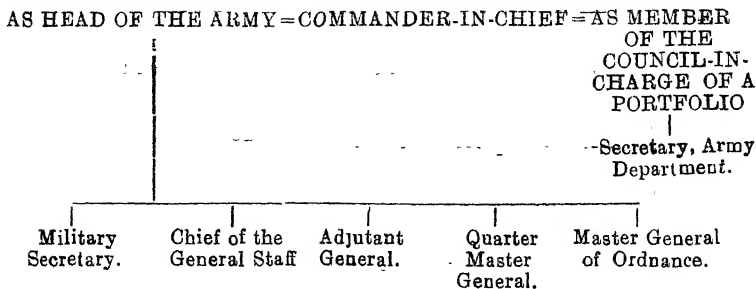 AS HEAD OF THE ARMY=COMMANDER-IN-CHIEF=AS MEMBER
OF THE
COUNCIL-IN-
CHARGE OF A
PORTFOLIO
Secretary, Army
Department.
Military
Secretary.
Chief of the
General Staff
Adjutant
General.
Quarter
Master
General.
Master General
of Ordnance.